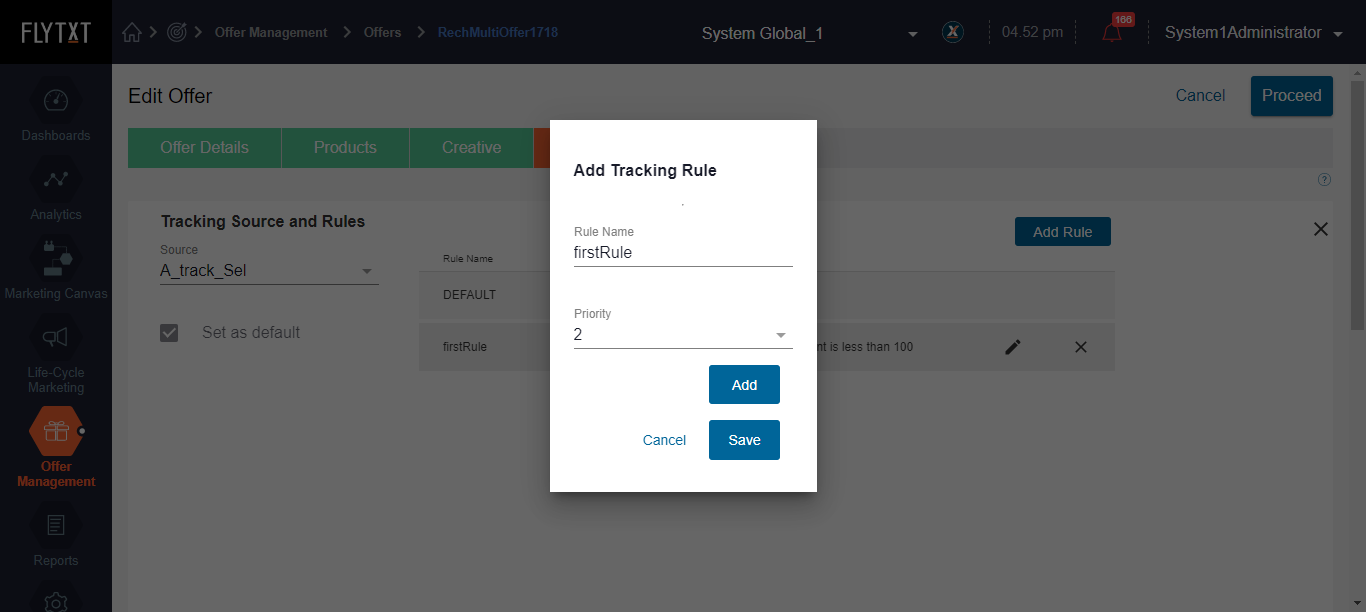 FLYTXT
Offer Management
Offers
RechMultiOffer1718
System Global_1
X
04.52 pm
166
System1Administrator
Dashboards
Analytics
Marketing Canvas
Life-Cycle
Marketing
Offer
Management
Reports
Edit Offer
Cancel
Proceed
Offer Details
Products
Creative
?
Tracking Source and Rules
Source
A_track_Sel
Set as default
Add Rule
Rule Name
DEFAULT
firstRule
nt is less than 100
Add Tracking Rule
Rule Name
firstRule
Priority
2
Add
Cancel
Save